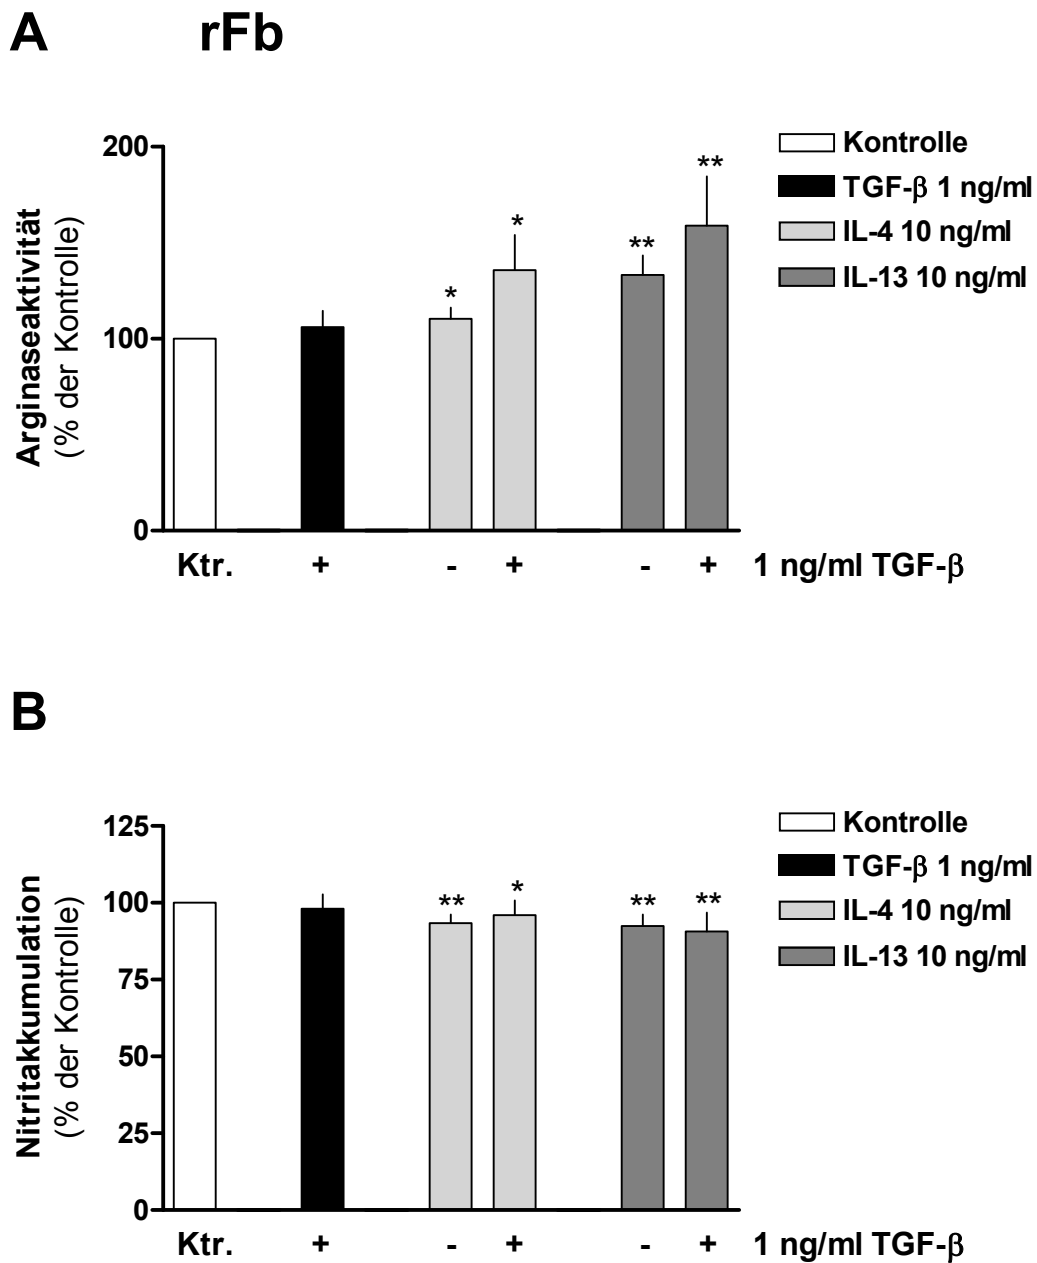 A rFb
200
100
0
Arginaseaktivität
(% der Kontrolle)
* * ** **
Kontrolle
TGF-β 1 ng/ml
IL-4 10 ng/ml
IL-13 10 ng/ml
Ktr. + - + - + 1 ng/ml TGF-β
B
125
100
75
50
25
0
Nitritakkumulation
(% der Kontrolle)
** * ** **
Kontrolle
TGF-β 1 ng/ml
IL-4 10 ng/ml
IL-13 10 ng/ml
Ktr. + - + - + 1 ng/ml TGF-β